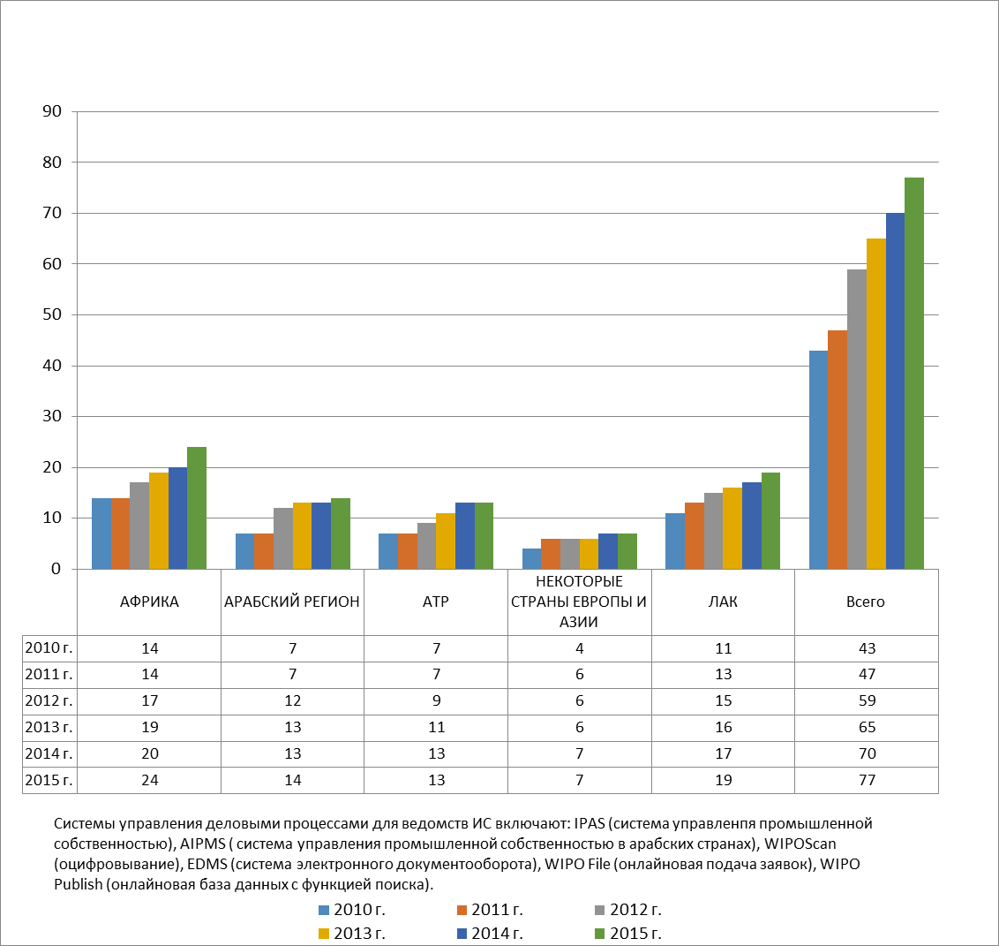 90
80
70
60
50
40
30
20
10
0
АФРИКА АРАБСКИЙ РЕГИОН АТР НЕКОТОРЫЕ СТРАНЫ ЕВРОПЫ И АЗИИ ЛАК Всего
2010 г. 14 7 7 4 11 43
2011 г. 14 7 7 6 13 47
2012 г. 17 12 9 6 15 59
2013 г. 19 13 11 6 16 65
2014 г. 20 13 13 7 17 70
2015 г. 24 14 13 7 19 77
Системы управления деловыми процессами для ведомств ИС включают: IPAS (система управленпя промышленной
собственностью), AIPMS ( система управления промышленной собственностью в арабских странах), WIPOScan
(оцифровывание), EDMS (система электронного документооборота), WIPO File (онлайновая подача заявок), WIPO
Publish (онлайновая база данных с функцией поиска).
2010 г. 2011 г. 2012 г.
2013 г. 2014 г. 2015 г.